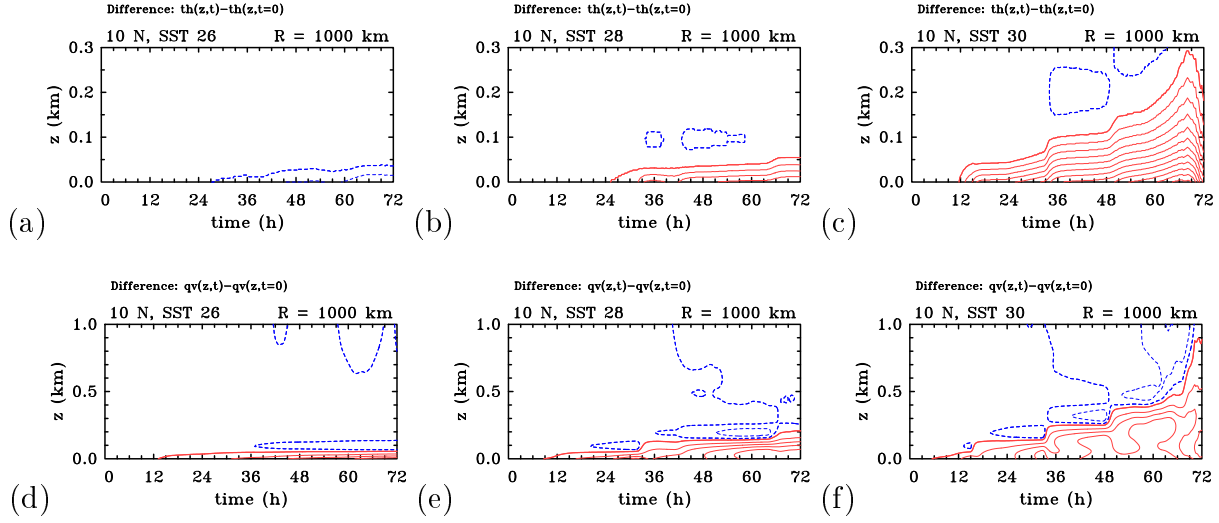 Difference: th(z,t)-th(z,t=0)
10 N, SST 26 R = 1000 km
0.3
0.2
0.1
0.0
z (km)
0 12 24 36 48 60 72
time (h)
(a)
Difference: th(z,t)-th(z,t=0)
10 N, SST 28 R = 1000 km
0.3
0.2
0.1
0.0
z (km)
0 12 24 36 48 60 72
time (h)
(b)
Difference: th(z,t)-th(z,t=0)
10 N, SST 30 R = 1000 km
0.3
0.2
0.1
0.0
z (km)
0 12 24 36 48 60 72
time (h)
(c)
Difference: qv(z,t)-qv(z,t=0)
10 N, SST 26 R = 1000 km
1.0
0.5
0.0
z (km)
0 12 24 36 48 60 72
time (h)
(d)
Difference: qv(z,t)-qv(z,t=0)
10 N, SST 28 R = 1000 km
1.0
0.5
0.0
z (km)
0 12 24 36 48 60 72
time (h)
(e)
Difference: qv(z,t)-qv(z,t=0)
10 N, SST 30 R = 1000 km
1.0
0.5
0.0
z (km)
0 12 24 36 48 60 72
time (h)
(f)